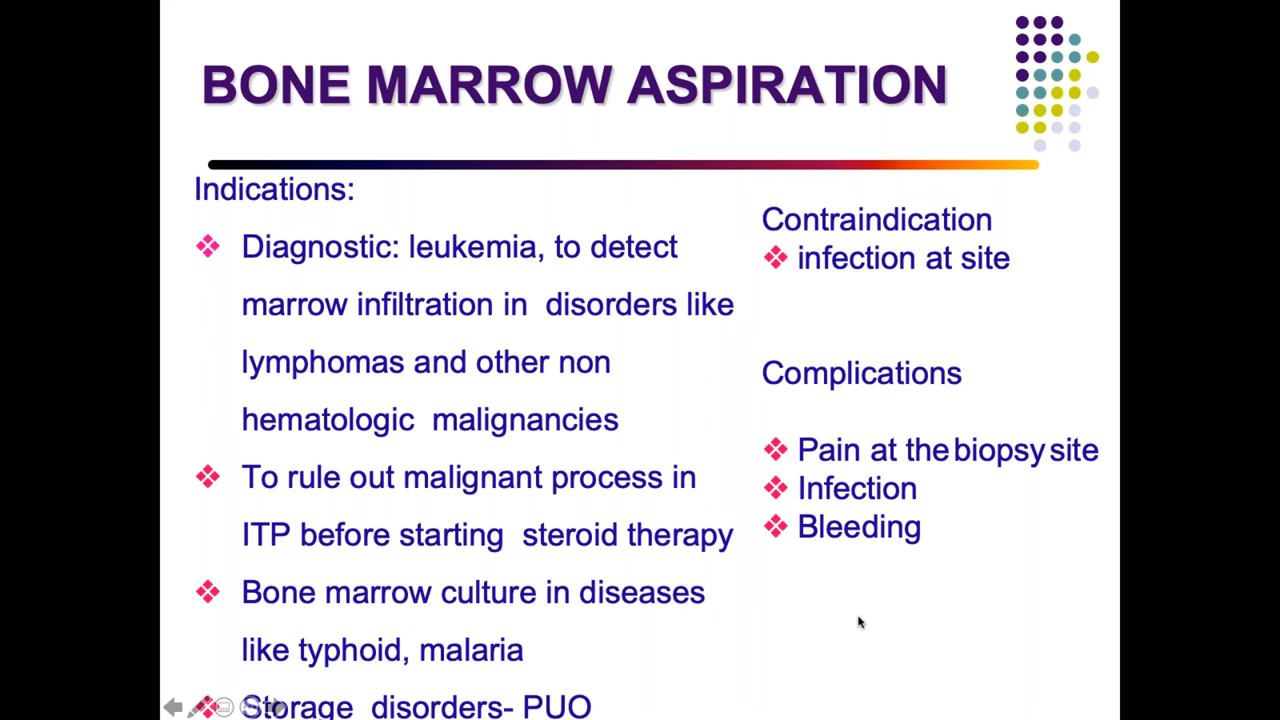 BONE MARROW ASPIRATION
Indications:
Diagnostic: leukemia, to detect
marrow infiltration in disorders like
lymphomas and other non
hematologic malignancies
To rule out malignant process in
ITP before starting steroid therapy
Bone marrow culture in diseases
like typhoid, malaria
Storage disorders- PUO
Contraindication
infection at site
Complications
Pain at the biopsy site
Infection
Bleeding